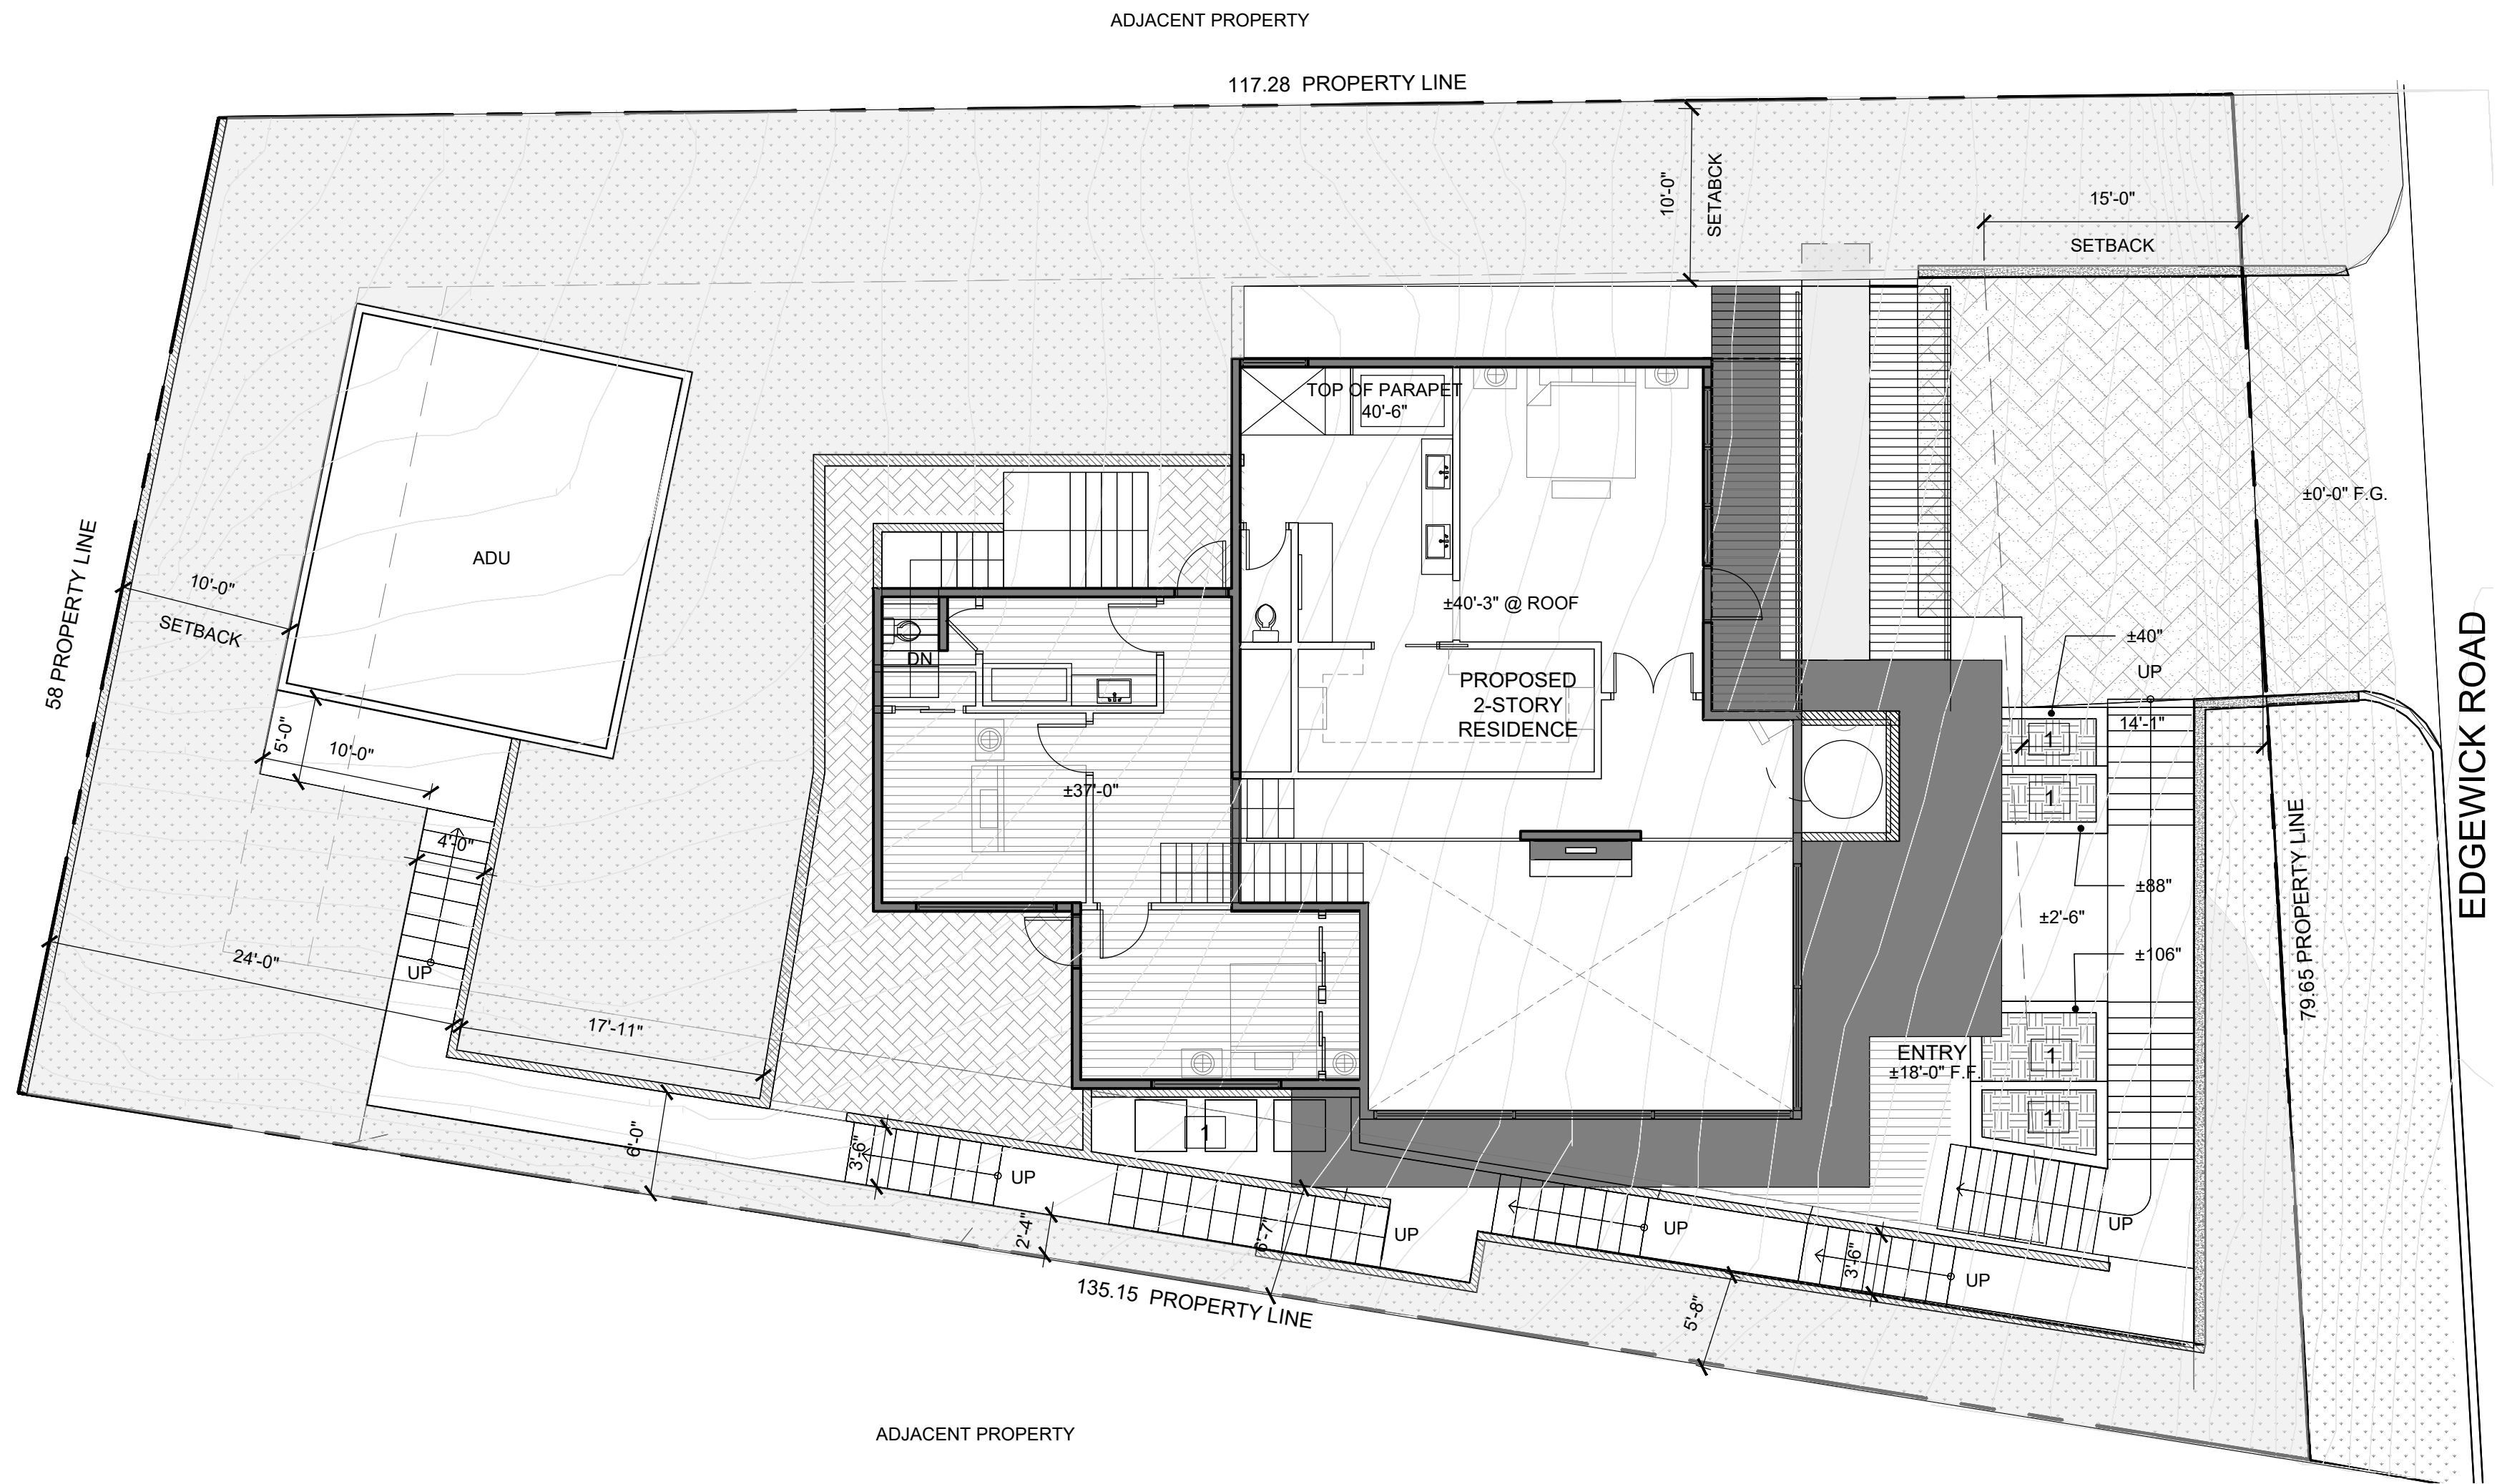 ADJACENT PROPERTY
117.28 PROPERTY LINE
10'-0"
SETABCK
15'-0"
SETBACK
TOP OF PARAPET
40'-6"
±0'-0" F.G.
58 PROPERTY LINE
10'-0"
SETBACK
ADU
DN
±40'-3" @ ROOF
PROPOSED
2-STORY
RESIDENCE
±40"
UP
14'-1"
1
1
5'-0"
10'-0"
±37'-0"
EDGEWICK ROAD
4'-0"
±88"
±2'-6"
79.65 PROPERTY LINE
±106"
24'-0"
UP
17'-11"
ENTRY
±18'-0" F.F.
1
1
6'-0"
3'-6"
1
UP
2'-4"
6'-7"
UP
UP
UP
3'-6"
UP
135.15 PROPERTY LINE
5'-8"
ADJACENT PROPERTY